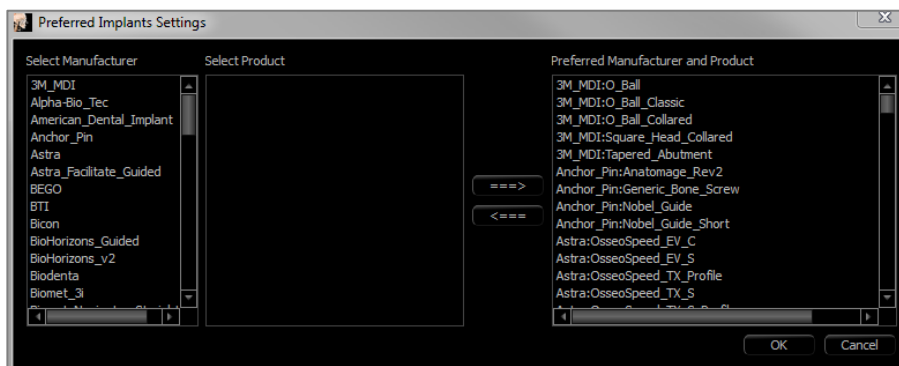 Preferred Implants Settings
Select Manufacturer
3M_MDI
Alpha-Bio_Tec
American_Dental_Implant
Anchor_Pin
Astra
Astra_Facilitate_Guided
BEGO
BTI
Bicon
BioHorizons_Guided
BioHorizons_v2
Biodenta
Biomet_3i
Select Product
===>
<===
Preferred Manufacturer and Product
3M_MDI:O_Ball
3M_MDI:O_Ball_Classic
3M_MDI:O_Ball_Collared
3M_MDI:Square_Head_Collared
3M_MDI:Tapered_Abutment
Anchor_Pin:Anatomage_Rev2
Anchor_Pin:Generic_Bone_Screw
Anchor_Pin:Nobel_Guide
Anchor_Pin:Nobel_Guide_Short
Astra:OsseoSpeed_EV_C
Astra:OsseoSpeed_EV_S
Astra:OsseoSpeed_TX_Profile
Astra:OsseoSpeed_TX_S
OK
Cancel